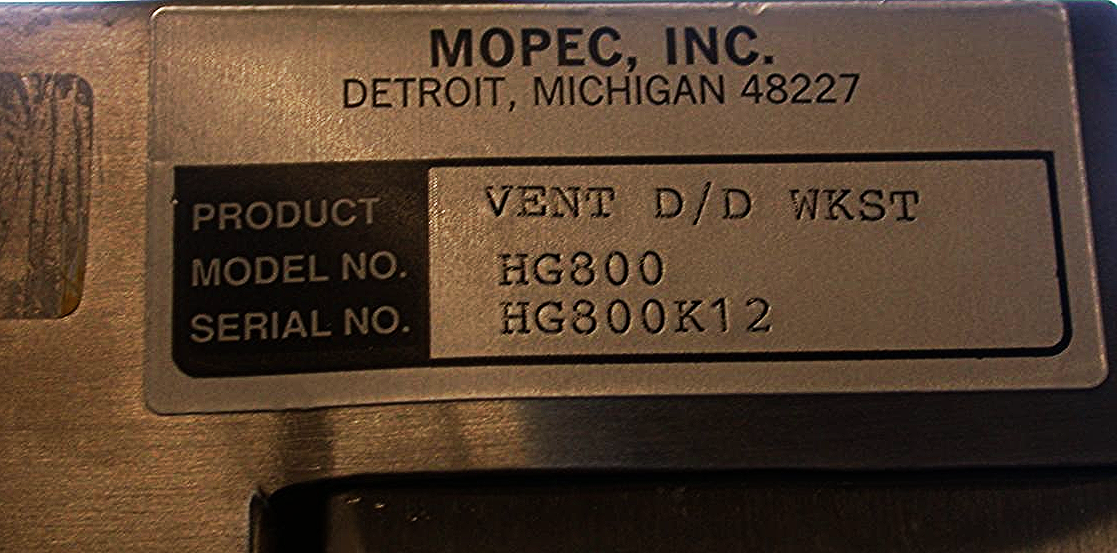 MOPEC, INC.
DETROIT, MICHIGAN 48227
PRODUCT VENT D/D WKST
MODEL NO. HG800
SERIAL NO. HG800K12